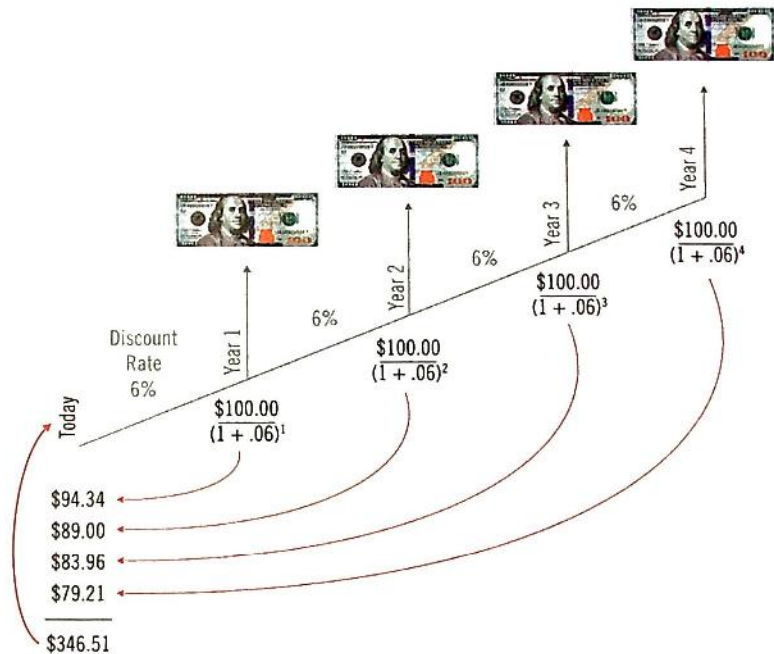 Year 4
6%
$100.00
(1 + .06)⁴
Year 3
6%
$100.00
(1 + .06)³
Year 2
6%
$100.00
(1 + .06)²
Year 1
Discount
Rate
6%
$100.00
(1 + .06)¹
Today
$94.34
$89.00
$83.96
$79.21
$346.51